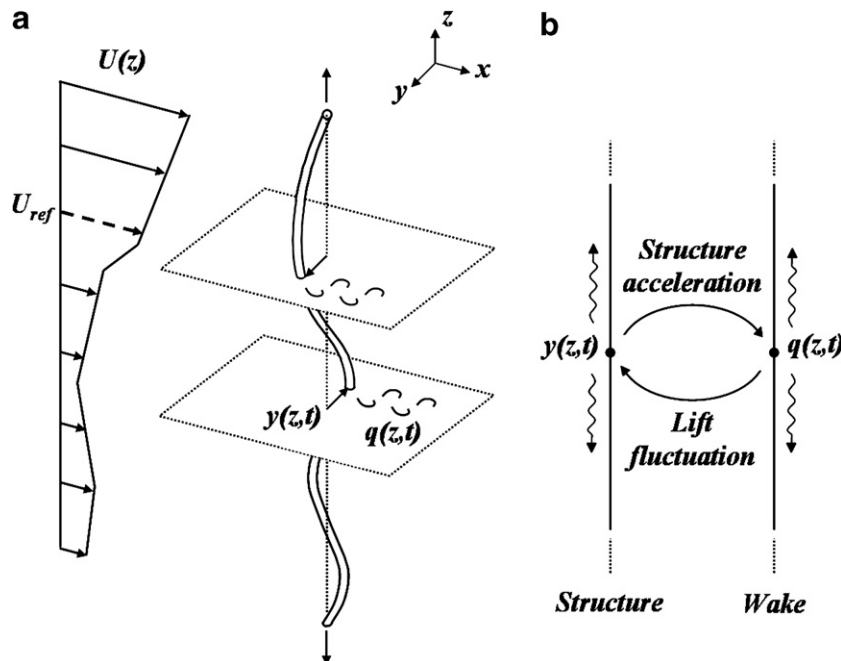 a
U(z)
z
x
y
U_ref
y(z,t)
q(z,t)
b
Structure
acceleration
y(z,t)
q(z,t)
Lift
fluctuation
Structure
Wake